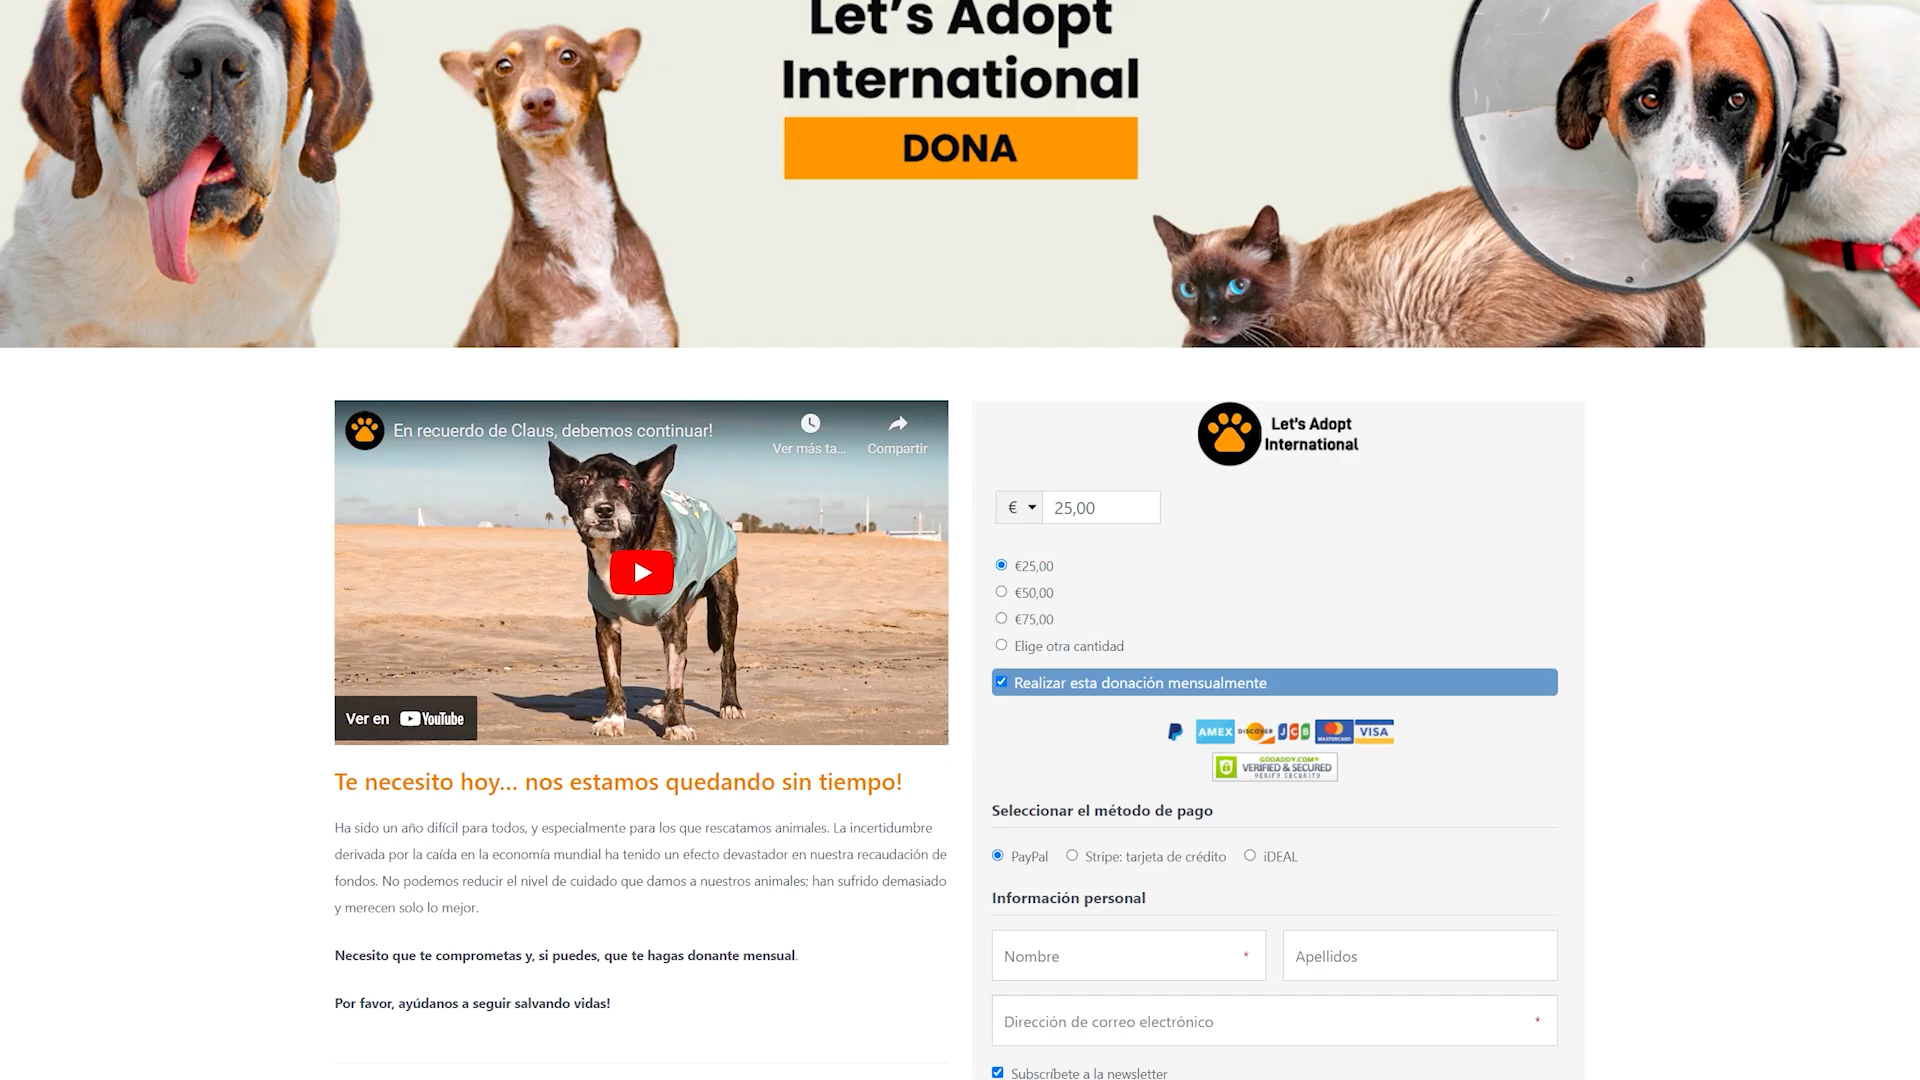 Let's Adopt
International
DONA
En recuerdo de Claus, debemos continuar!
Ver más ta...
Compartir
Ver en YouTube
Te necesito hoy... nos estamos quedando sin tiempo!
Ha sido un año difícil para todos, y especialmente para los que rescatamos animales. La incertidumbre
derivada por la caída en la economía mundial ha tenido un efecto devastador en nuestra recaudación de
fondos. No podemos reducir el nivel de cuidado que damos a nuestros animales; han sufrido demasiado
y merecen solo lo mejor.
Necesito que te comprometas y, si puedes, que te hagas donante mensual.
Por favor, ayúdanos a seguir salvando vidas!
Let's Adopt
International
€ 25,00
€25,00
€50,00
€75,00
Elige otra cantidad
Realizar esta donación mensualmente
AMEX DISCOVER JCB MASTERCARD VISA
GODADDY.COM®
VERIFIED & SECURED
VERIFY SECURITY
Seleccionar el método de pago
PayPal Stripe: tarjeta de crédito iDEAL
Información personal
Nombre * Apellidos
Dirección de correo electrónico *
Subscríbete a la newsletter